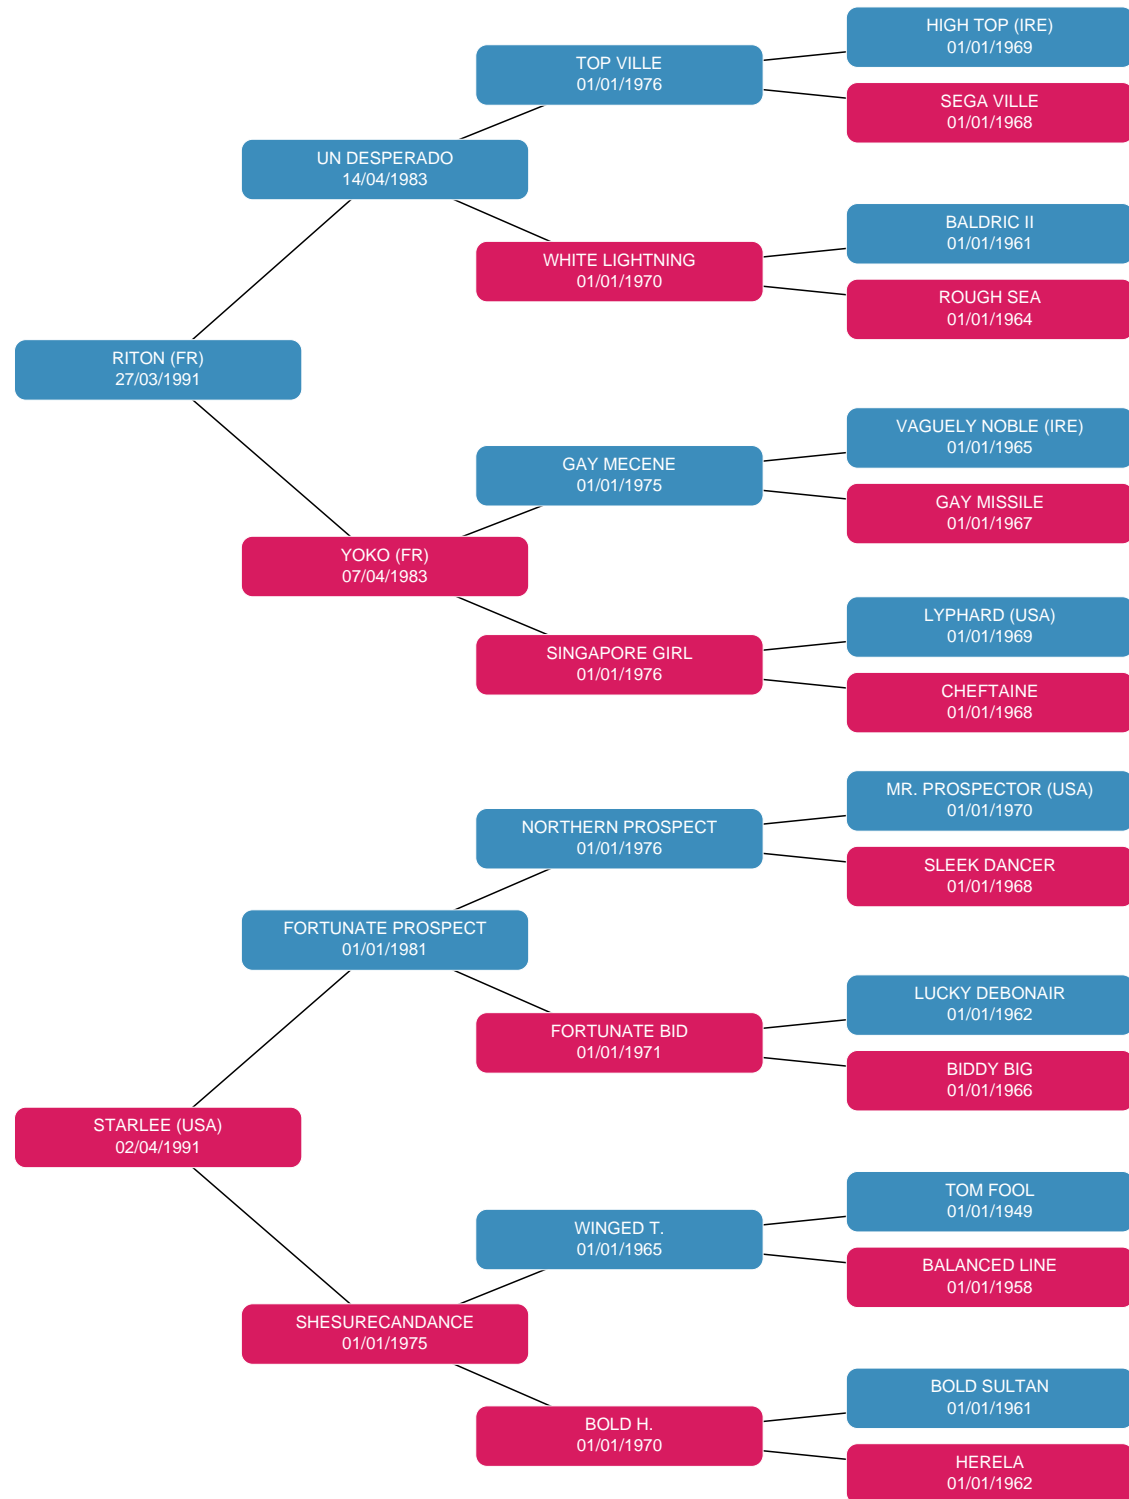 HIGH TOP (IRE)
01/01/1969
TOP VILLE
01/01/1976
SEGA VILLE
01/01/1968
UN DESPERADO
14/04/1983
BALDRIC II
01/01/1961
WHITE LIGHTNING
01/01/1970
ROUGH SEA
01/01/1964
RITON (FR)
27/03/1991
VAGUELY NOBLE (IRE)
01/01/1965
GAY MECENE
01/01/1975
GAY MISSILE
01/01/1967
YOKO (FR)
07/04/1983
LYPHARD (USA)
01/01/1969
SINGAPORE GIRL
01/01/1976
CHEFTAINE
01/01/1968
MR. PROSPECTOR (USA)
01/01/1970
NORTHERN PROSPECT
01/01/1976
SLEEK DANCER
01/01/1968
FORTUNATE PROSPECT
01/01/1981
LUCKY DEBONAIR
01/01/1962
FORTUNATE BID
01/01/1971
BIDDY BIG
01/01/1966
STARLEE (USA)
02/04/1991
TOM FOOL
01/01/1949
WINGED T.
01/01/1965
BALANCED LINE
01/01/1958
SHESURECANDANCE
01/01/1975
BOLD SULTAN
01/01/1961
BOLD H.
01/01/1970
HERELA
01/01/1962